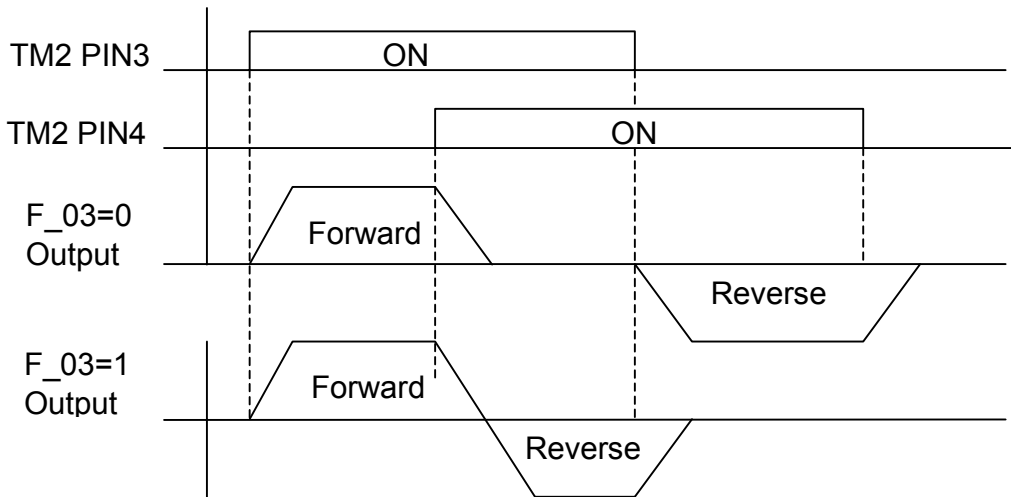 TM2 PIN3
ON
TM2 PIN4
ON
F_03=0
Output
Forward
Reverse
F_03=1
Output
Forward
Reverse